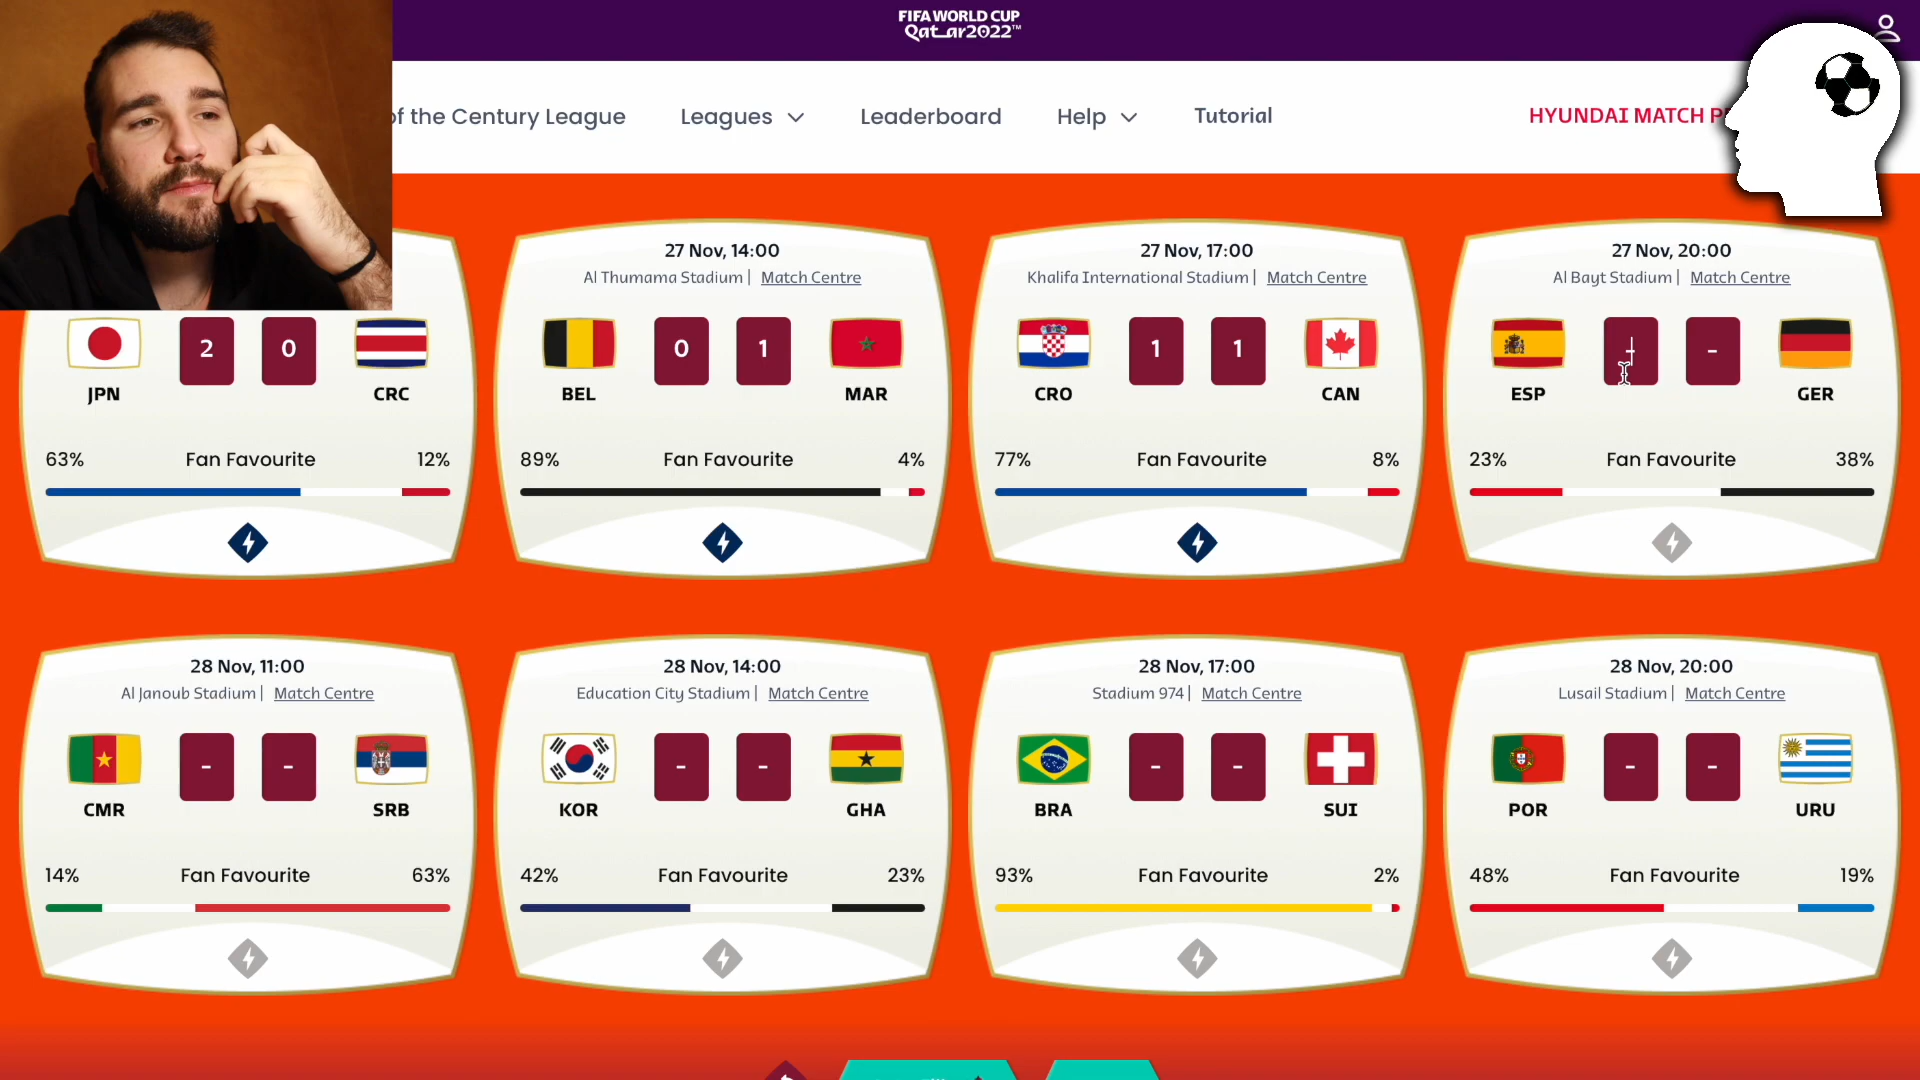 FIFA WORLD CUP
Qatar2022™
of the Century League
Leagues
Leaderboard
Help
Tutorial
HYUNDAI MATCH
27 Nov, 14:00
Al Thumama Stadium | Match Centre
27 Nov, 17:00
Khalifa International Stadium | Match Centre
27 Nov, 20:00
Al Bayt Stadium | Match Centre
JPN 2 0 CRC
BEL 0 1 MAR
CRO 1 1 CAN
ESP - - GER
63% Fan Favourite 12%
89% Fan Favourite 4%
77% Fan Favourite 8%
23% Fan Favourite 38%
28 Nov, 11:00
Al Janoub Stadium | Match Centre
28 Nov, 14:00
Education City Stadium | Match Centre
28 Nov, 17:00
Stadium 974 | Match Centre
28 Nov, 20:00
Lusail Stadium | Match Centre
CMR - - SRB
KOR - - GHA
BRA - - SUI
POR - - URU
14% Fan Favourite 63%
42% Fan Favourite 23%
93% Fan Favourite 2%
48% Fan Favourite 19%